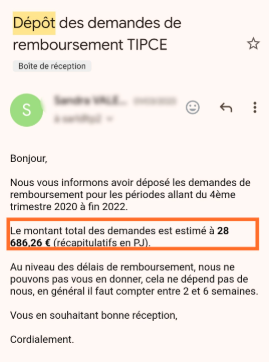 Dépôt des demandes de
remboursement TIPCE
Boîte de réception
S
Sandra
Bonjour,
Nous vous informons avoir déposé les demandes de
remboursement pour les périodes allant du 4ème
trimestre 2020 à fin 2022.
Le montant total des demandes est estimé à 28
686,26 € (récapitulatifs en PJ).
Au niveau des délais de remboursement, nous ne
pouvons pas vous en donner, cela ne dépend pas de
nous, en général il faut compter entre 2 et 6 semaines.
Vous en souhaitant bonne réception,
Cordialement.